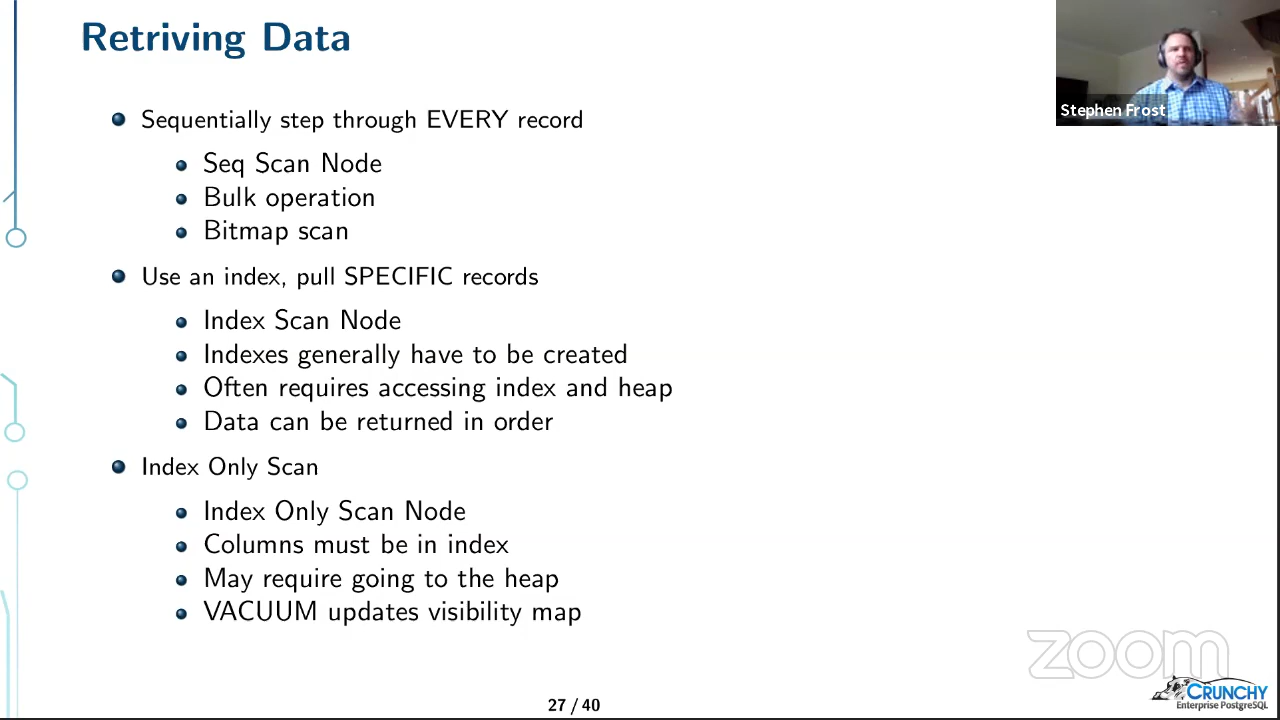 Retriving Data
Stephen Frost
Sequentially step through EVERY record
Seq Scan Node
Bulk operation
Bitmap scan
Use an index, pull SPECIFIC records
Index Scan Node
Indexes generally have to be created
Often requires accessing index and heap
Data can be returned in order
Index Only Scan
Index Only Scan Node
Columns must be in index
May require going to the heap
VACUUM updates visibility map
zoom
CRUNCHY
Enterprise PostgreSQL
27 / 40